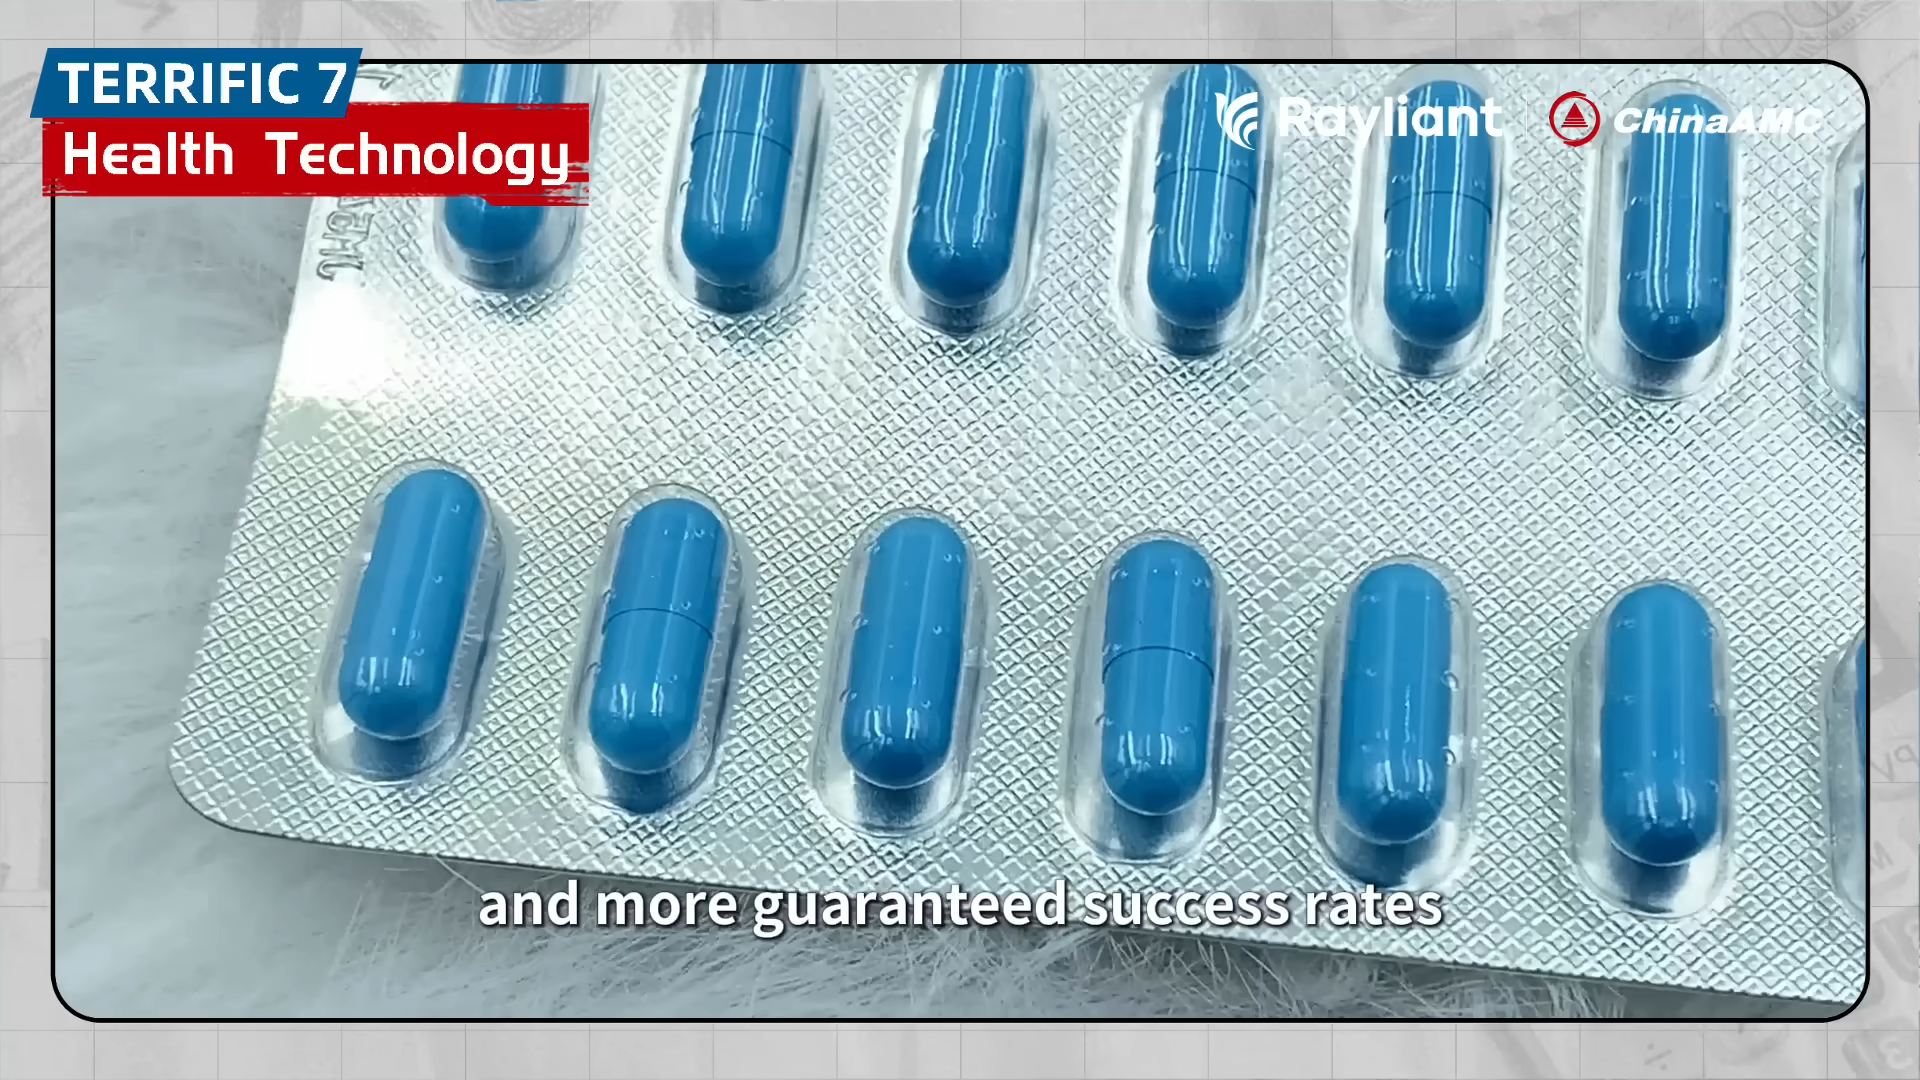 TERRIFIC 7
Health Technology
Rayliant
ChinaAMC
and more guaranteed success rates